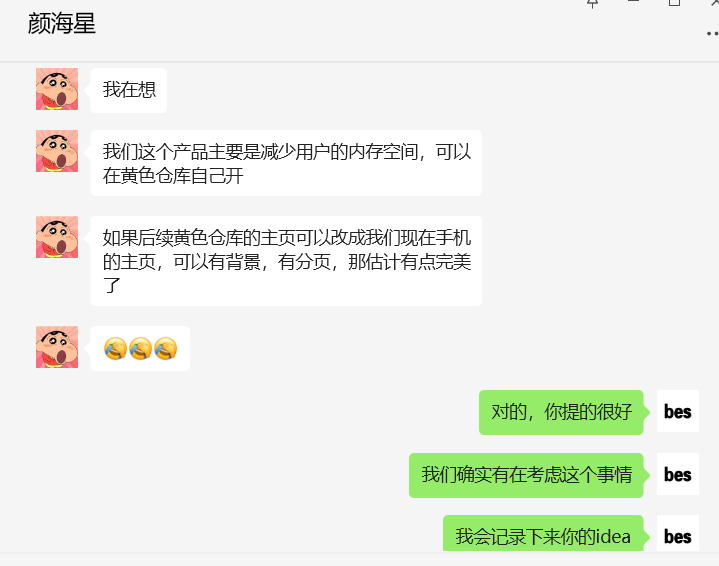 颜海星
我在想
我们这个产品主要是减少用户的内存空间，可以
在黄色仓库自己开
如果后续黄色仓库的主页可以改成我们现在手机
的主页，可以有背景，有分页，那估计有点完美
了
对的，你提的很好
bes
我们确实有在考虑这个事情
bes
我会记录下来你的idea
bes